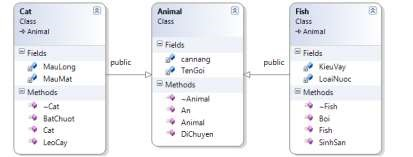 Cat
Class
Animal
Fields
MauLong
MauMat
Methods
~Cat
BatChuot
Cat
LeoCay
public
Animal
Class
Fields
cannang
TenGoi
Methods
~Animal
An
Animal
DiChuyen
public
Fish
Class
Animal
Fields
KieuVay
LoaiNuoc
Methods
~Fish
Boi
Fish
SinhSan